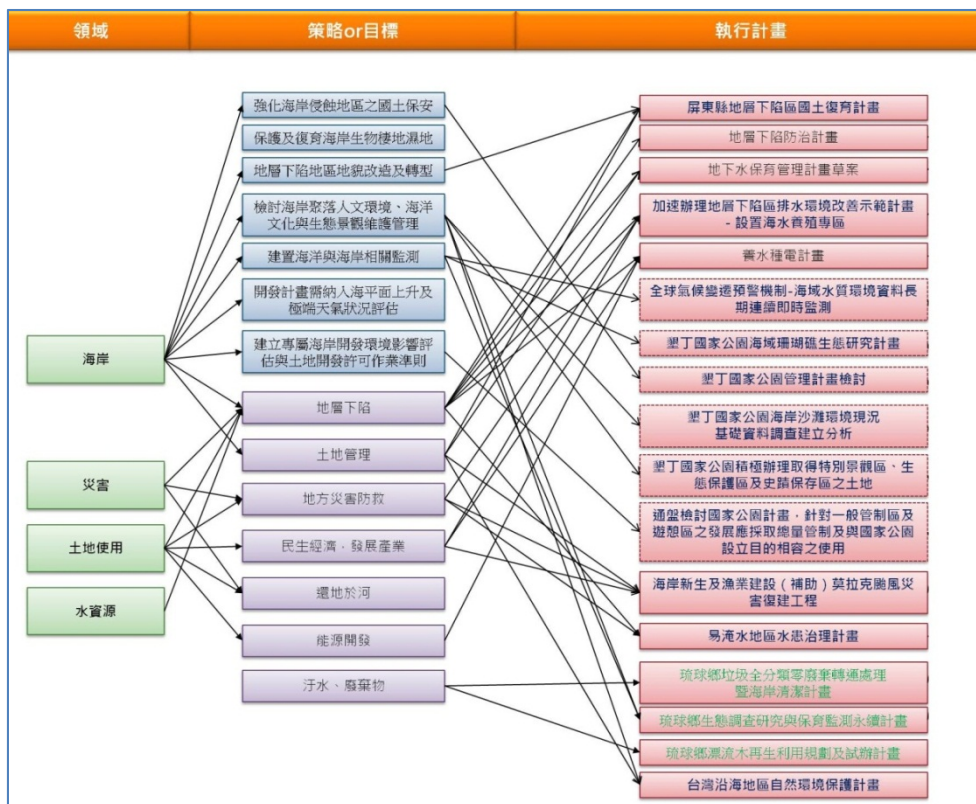 領域
策略or目標
執行計畫
海岸
災害
土地使用
水資源
強化海岸侵蝕地區之國土保安
保護及復育海岸生物棲地濕地
地層下陷地區地貌改造及轉型
檢討海岸聚落人文環境、海洋
文化與生態景觀維護管理
建置海洋與海岸相關監測
開發計畫需納入海平面上升及
極端天氣狀況評估
建立專屬海岸開發環境影響評
估與土地開發許可作業準則
地層下陷
土地管理
地方災害防救
民生經濟．發展產業
還地於河
能源開發
汙水、廢棄物
屏東縣地層下陷區國土復育計畫
地層下陷防治計畫
地下水保育管理計畫草案
加速辦理地層下陷區排水環境改善示範計畫
- 設置海水養殖專區
養水種電計畫
全球氣候變遷預警機制-海域水質環境資料長
期連續即時監測
墾丁國家公園海域珊瑚礁生態研究計畫
墾丁國家公園管理計畫檢討
墾丁國家公園海岸沙灘環境現況
基礎資料調查建立分析
墾丁國家公園積極辦理取得特別景觀區、生
態保護區及史蹟保存區之土地
通盤檢討國家公園計畫．針對一般管制區及
遊憩區之發展應採取總量管制及與國家公園
設立目的相容之使用
海岸新生及漁業建設（補助）莫拉克颱風災
害復建工程
易淹水地區水患治理計畫
琉球鄉垃圾全分類零廢棄轉運處理
暨海岸清潔計畫
琉球鄉生態調查研究與保育監測永續計畫
琉球鄉漂流木再生利用規劃及試辦計畫
台灣沿海地區自然環境保護計畫